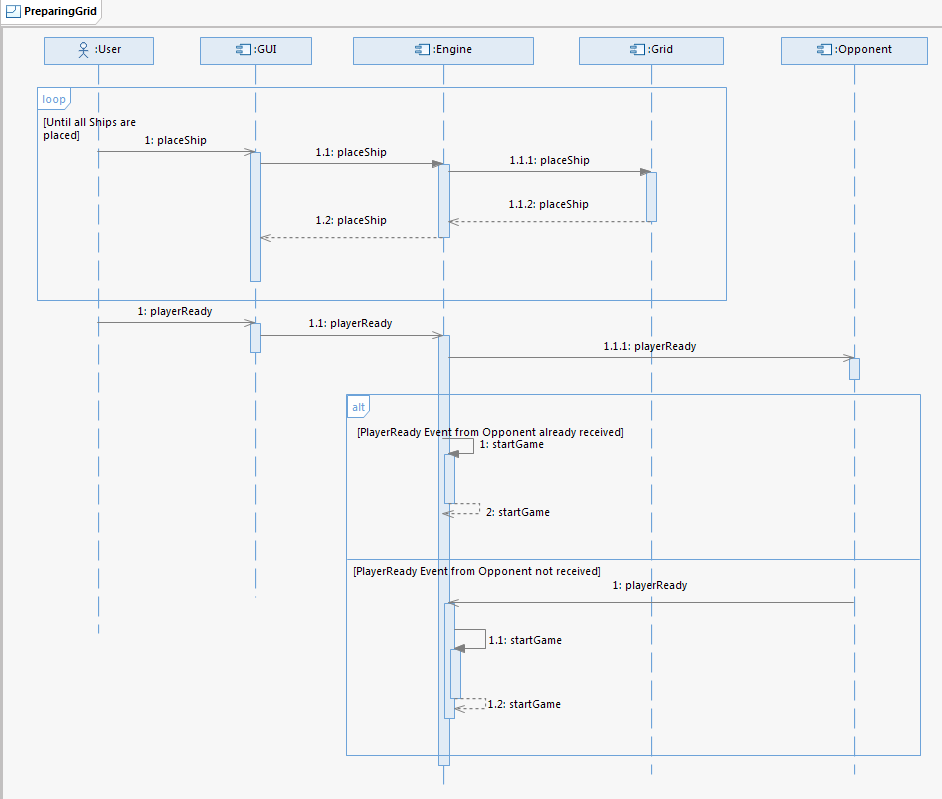 PreparingGrid
:User
:GUI
:Engine
:Grid
:Opponent
loop
[Until all Ships are
placed]
1: placeShip
1.1: placeShip
1.1.1: placeShip
1.1.2: placeShip
1.2: placeShip
1: playerReady
1.1: playerReady
1.1.1: playerReady
alt
[PlayerReady Event from Opponent already received]
1: startGame
2: startGame
[PlayerReady Event from Opponent not received]
1: playerReady
1.1: startGame
1.2: startGame